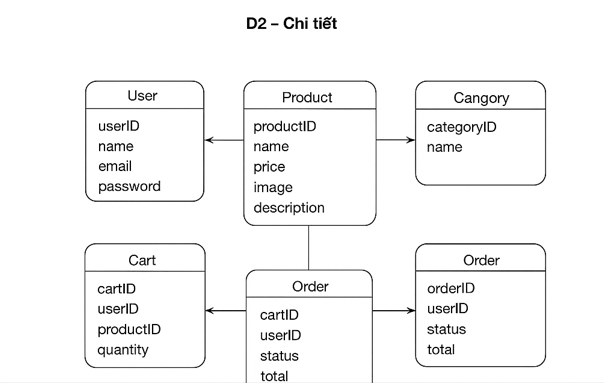 D2 – Chi tiết
User
userID
name
email
password
Product
productID
name
price
image
description
Cangory
categoryID
name
Cart
cartID
userID
productID
quantity
Order
cartID
userID
status
total
Order
orderID
userID
status
total